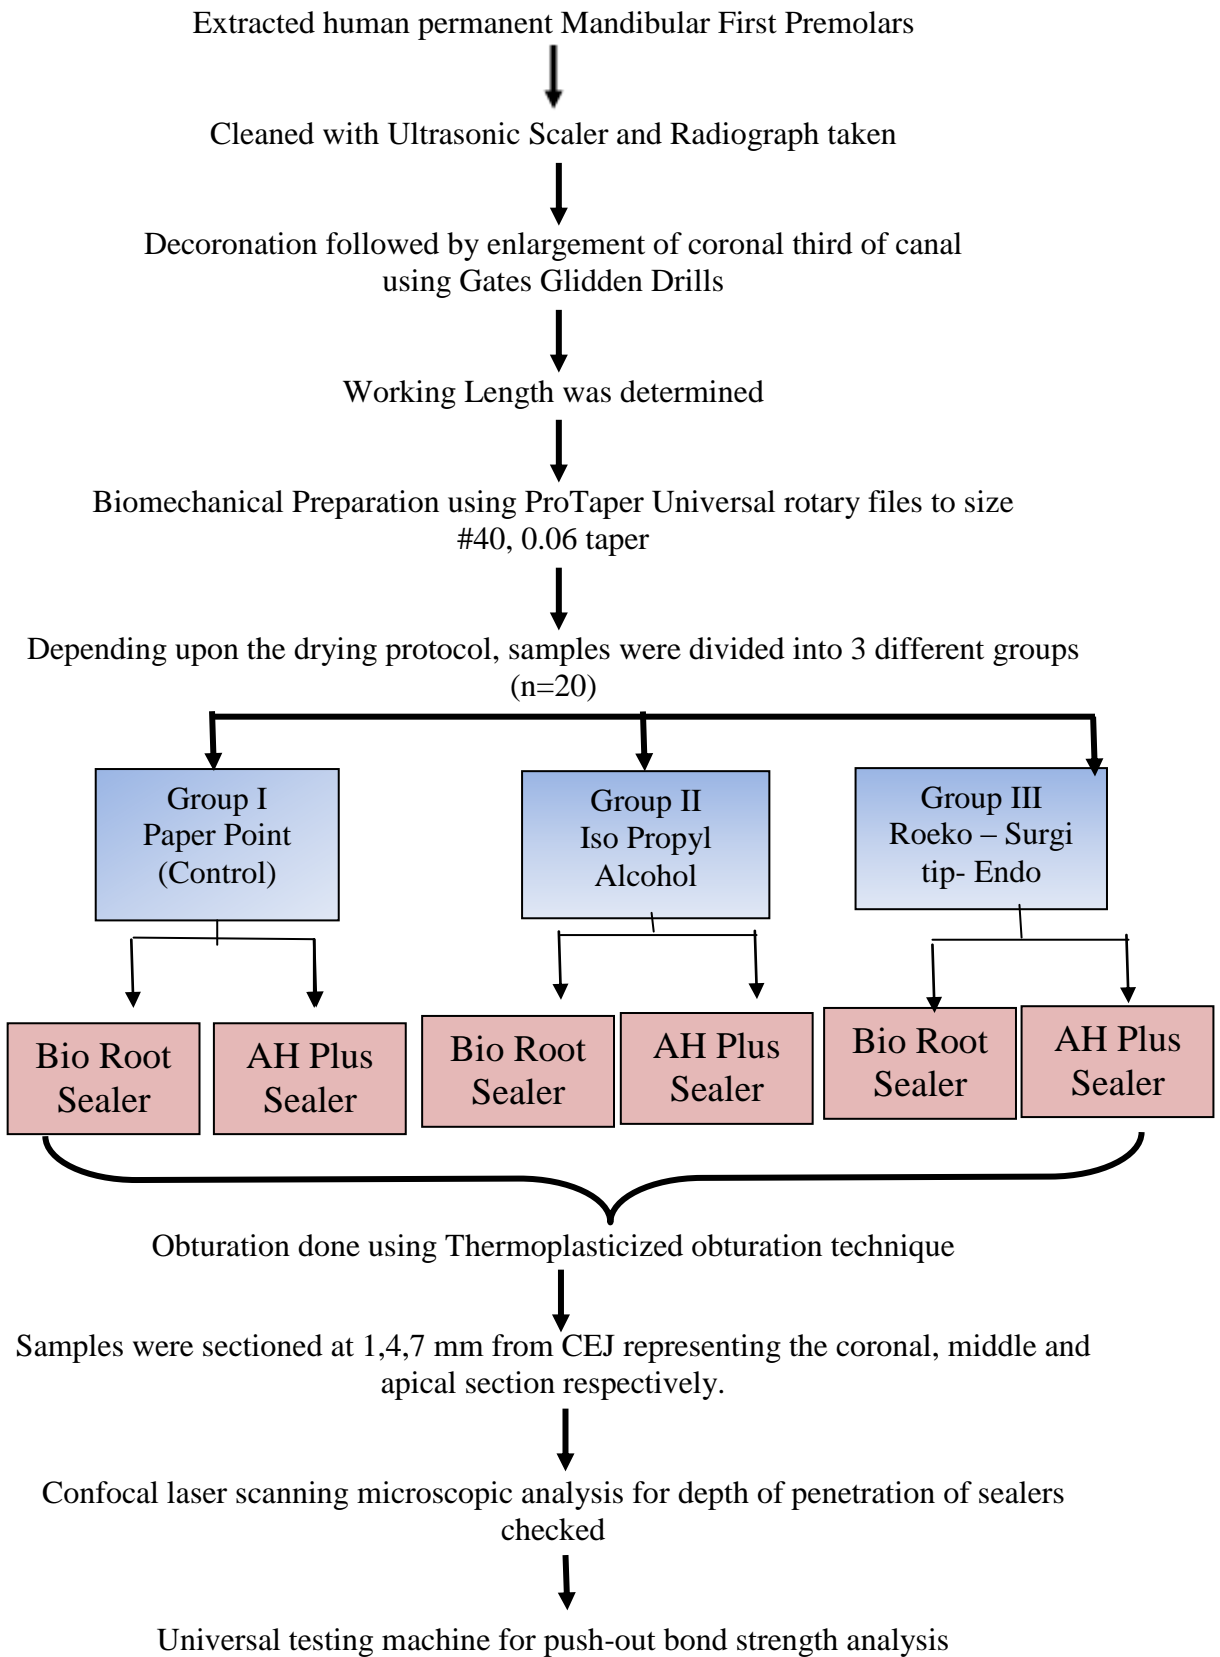 Extracted human permanent Mandibular First Premolars
Cleaned with Ultrasonic Scaler and Radiograph taken
Decoronation followed by enlargement of coronal third of canal
using Gates Glidden Drills
Working Length was determined
Biomechanical Preparation using ProTaper Universal rotary files to size
#40, 0.06 taper
Depending upon the drying protocol, samples were divided into 3 different groups
(n=20)
Group I
Paper Point
(Control)
Group II
Iso Propyl
Alcohol
Group III
Roeko – Surgi
tip- Endo
Bio Root
Sealer
AH Plus
Sealer
Bio Root
Sealer
AH Plus
Sealer
Bio Root
Sealer
AH Plus
Sealer
Obturation done using Thermoplasticized obturation technique
Samples were sectioned at 1,4,7 mm from CEJ representing the coronal, middle and
apical section respectively.
Confocal laser scanning microscopic analysis for depth of penetration of sealers
checked
Universal testing machine for push-out bond strength analysis